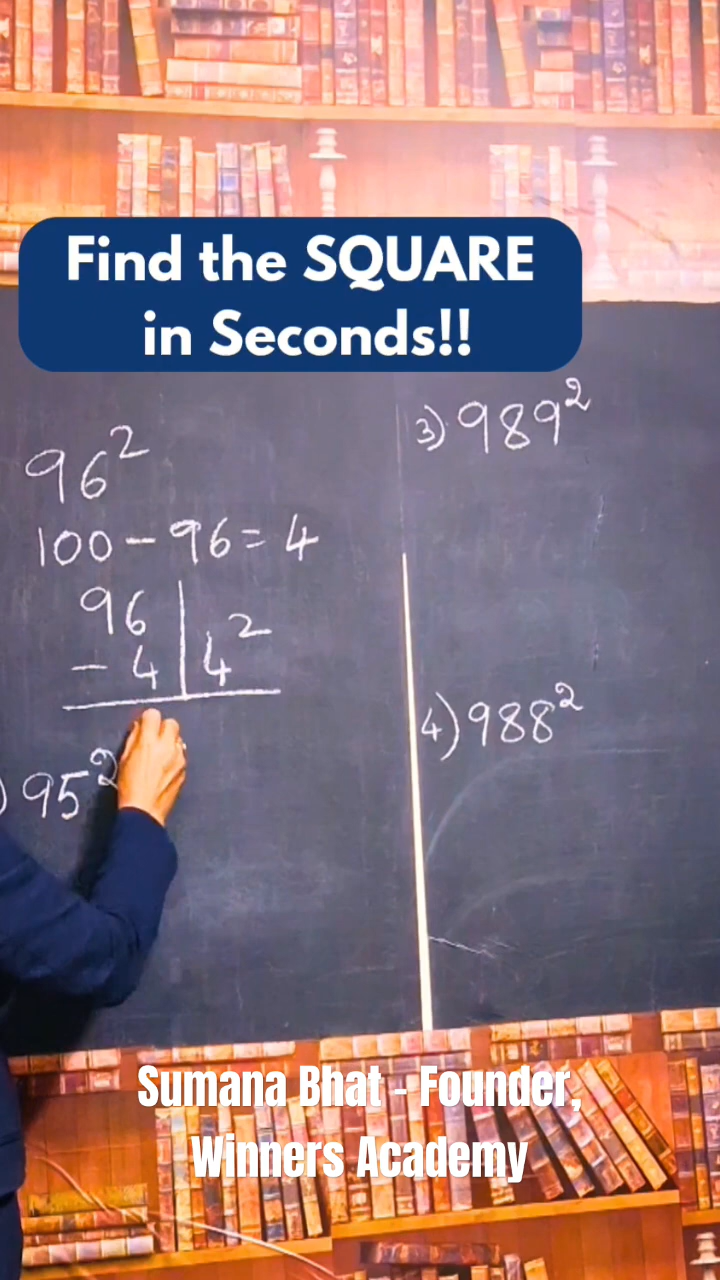 Find the SQUARE
in Seconds!!
96²
100 - 96 = 4
96 | 4²
- 4
) 95²
3) 989²
4) 988²
Sumana Bhat - Founder,
Winners Academy